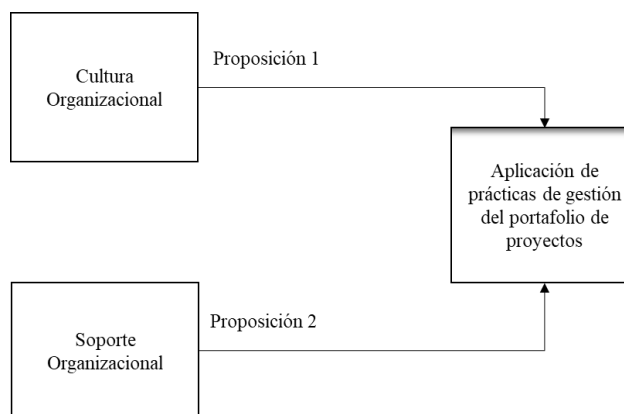 Proposición 1
Cultura
Organizacional
Aplicación de
prácticas de gestión
del portafolio de
proyectos
Proposición 2
Soporte
Organizacional